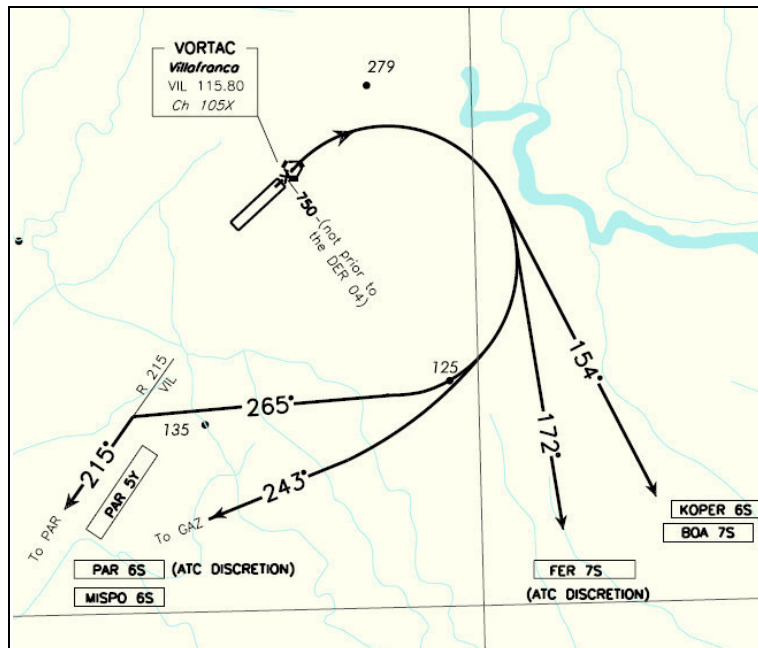 VORTAC
Villafranca
VIL 115.80
Ch 105X
279
750 (not prior to
the DER 04)
125
R 215
VIL
265°
135
215°
PAR 5Y
To PAR
243°
To GAZ
154°
172°
KOPER 6S
BOA 7S
PAR 6S (ATC DISCRETION)
MISPO 6S
FER 7S
(ATC DISCRETION)